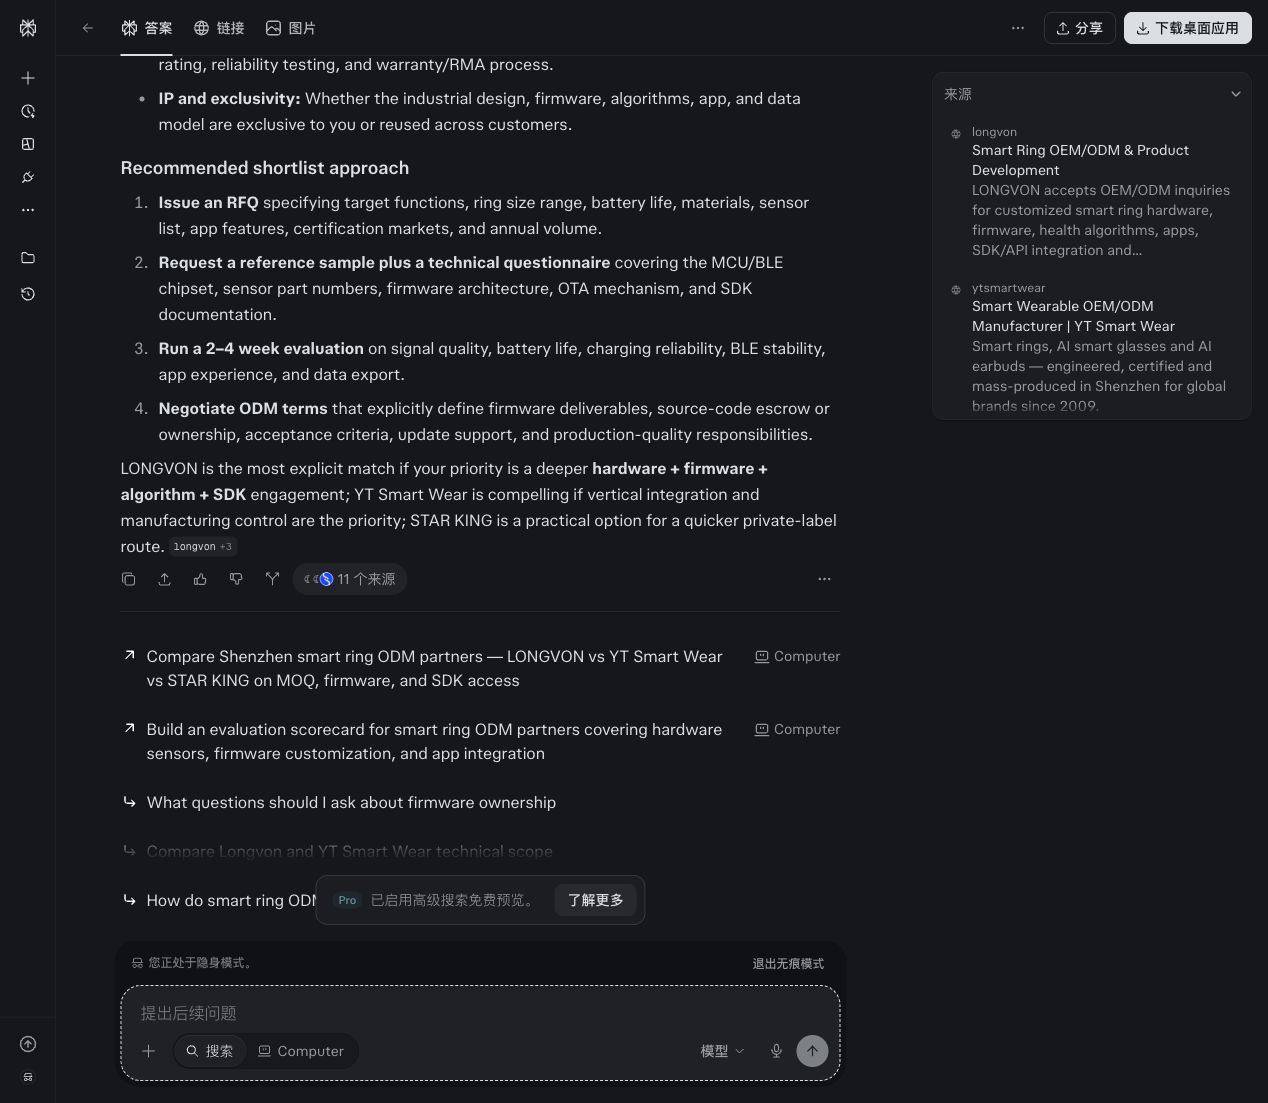 答案
链接
图片
分享
下载桌面应用
rating, reliability testing, and warranty/RMA process.
• IP and exclusivity: Whether the industrial design, firmware, algorithms, app, and data
model are exclusive to you or reused across customers.
Recommended shortlist approach
1. Issue an RFQ specifying target functions, ring size range, battery life, materials, sensor
list, app features, certification markets, and annual volume.
2. Request a reference sample plus a technical questionnaire covering the MCU/BLE
chipset, sensor part numbers, firmware architecture, OTA mechanism, and SDK
documentation.
3. Run a 2–4 week evaluation on signal quality, battery life, charging reliability, BLE stability,
app experience, and data export.
4. Negotiate ODM terms that explicitly define firmware deliverables, source-code escrow or
ownership, acceptance criteria, update support, and production-quality responsibilities.
LONGVON is the most explicit match if your priority is a deeper hardware + firmware +
algorithm + SDK engagement; YT Smart Wear is compelling if vertical integration and
manufacturing control are the priority; STAR KING is a practical option for a quicker private-label
route. longvon +3
11 个来源
Compare Shenzhen smart ring ODM partners — LONGVON vs YT Smart Wear
vs STAR KING on MOQ, firmware, and SDK access
Computer
Build an evaluation scorecard for smart ring ODM partners covering hardware
sensors, firmware customization, and app integration
Computer
What questions should I ask about firmware ownership
Compare Longvon and YT Smart Wear technical scope
How do smart ring ODM
Pro 已启用高级搜索免费预览。 了解更多
您正处于隐身模式。
退出无痕模式
提出后续问题
搜索
Computer
模型
来源
longvon
Smart Ring OEM/ODM & Product
Development
LONGVON accepts OEM/ODM inquiries
for customized smart ring hardware,
firmware, health algorithms, apps,
SDK/API integration and...
ytsmartwear
Smart Wearable OEM/ODM
Manufacturer | YT Smart Wear
Smart rings, AI smart glasses and AI
earbuds — engineered, certified and
mass-produced in Shenzhen for global
brands since 2009.